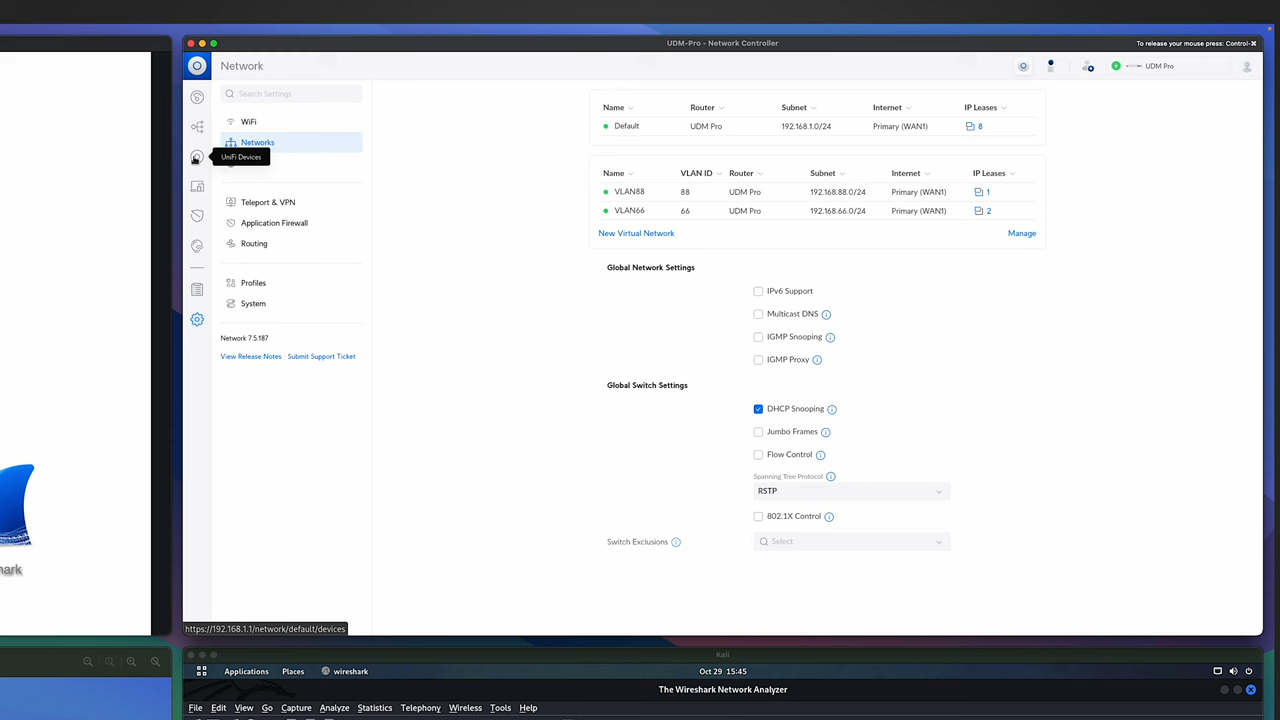 UDM-Pro - Network Controller
To release your mouse press: Control-⌘
Network
UDM Pro
Search Settings
WiFi
Networks
UniFi Devices
Teleport & VPN
Application Firewall
Routing
Profiles
System
Network 7.5.187
View Release Notes Submit Support Ticket
Name Router Subnet Internet IP Leases
Default UDM Pro 192.168.1.0/24 Primary (WAN1) 8
Name VLAN ID Router Subnet Internet IP Leases
VLAN88 88 UDM Pro 192.168.88.0/24 Primary (WAN1) 1
VLAN66 66 UDM Pro 192.168.66.0/24 Primary (WAN1) 2
New Virtual Network Manage
Global Network Settings
IPv6 Support
Multicast DNS
IGMP Snooping
IGMP Proxy
Global Switch Settings
DHCP Snooping
Jumbo Frames
Flow Control
Spanning Tree Protocol
RSTP
802.1X Control
Switch Exclusions Select
https://192.168.1.1/network/default/devices
hark
Kali
Applications Places wireshark Oct 29 15:45
The Wireshark Network Analyzer
File Edit View Go Capture Analyze Statistics Telephony Wireless Tools Help